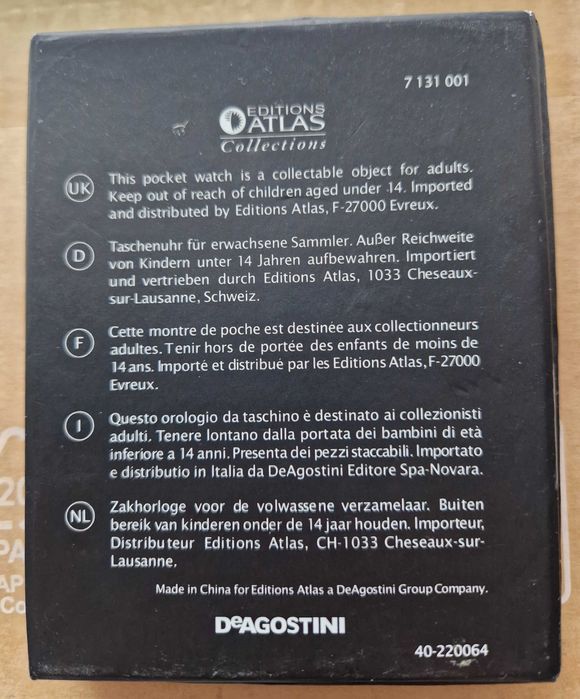 7 131 001
EDITIONS
ATLAS
Collections
UK
This pocket watch is a collectable object for adults.
Keep out of reach of children aged under 14. Imported
and distributed by Editions Atlas, F-27000 Evreux.
D
Taschenuhr für erwachsene Sammler. Außer Reichweite
von Kindern unter 14 Jahren aufbewahren. Importiert
und vertrieben durch Editions Atlas, 1033 Cheseaux-
sur-Lausanne, Schweiz.
F
Cette montre de poche est destinée aux collectionneurs
adultes. Tenir hors de portée des enfants de moins de
14 ans. Importé et distribué par les Editions Atlas, F-27000
Evreux.
I
Questo orologio da taschino è destinato ai collezionisti
adulti. Tenere lontano dalla portata dei bambini di età
inferiore a 14 anni. Presenta dei pezzi staccabili. Importato
e distributio in Italia da DeAgostini Editore Spa-Novara.
NL
Zakhorloge voor de volwassene verzamelaar. Buiten
bereik van kinderen onder de 14 jaar houden. Importeur,
Distributeur Editions Atlas, CH-1033 Cheseaux-sur-
Lausanne.
Made in China for Editions Atlas a DeAgostini Group Company.
DeAGOSTINI
40-220064